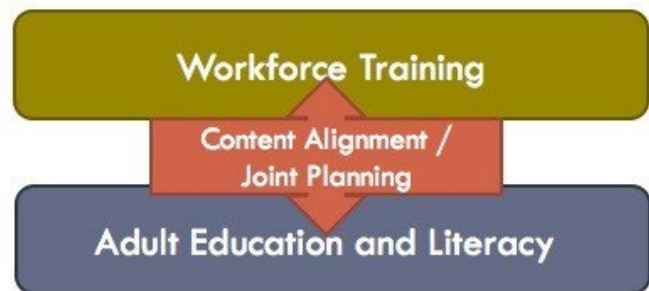 Workforce Training
Content Alignment /
Joint Planning
Adult Education and Literacy